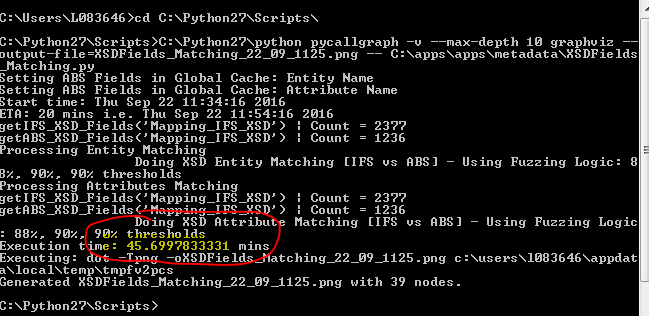 C:\Users\L083646>cd C:\Python27\Scripts\
C:\Python27\Scripts>C:\Python27\python pycallgraph -v --max-depth 10 graphviz --
output-file=XSDFields_Matching_22_09_1125.png -- C:\apps\apps\metadata\XSDFields
_Matching.py
Setting ABS Fields in Global Cache: Entity Name
Setting ABS Fields in Global Cache: Attribute Name
Start time: Thu Sep 22 11:34:16 2016
ETA: 20 mins i.e. Thu Sep 22 11:54:16 2016
getIFS_XSD_Fields('Mapping_IFS_XSD') | Count = 2377
getABS_XSD_Fields('Mapping_IFS_XSD') | Count = 1236
Processing Entity Matching
Doing XSD Entity Matching [IFS vs ABS] - Using Fuzzing Logic: 8
8%, 90%, 90% thresholds
Processing Attributes Matching
getIFS_XSD_Fields('Mapping_IFS_XSD') | Count = 2377
getABS_XSD_Fields('Mapping_IFS_XSD') | Count = 1236
Doing XSD Attribute Matching [IFS vs ABS] - Using Fuzzing Logic
: 88%, 90%, 90% thresholds
Execution time: 45.6997833331 mins
Executing: dot -Tpng -oXSDFields_Matching_22_09_1125.png c:\users\l083646\appdat
a\local\temp\tmpfv2pcs
Generated XSDFields_Matching_22_09_1125.png with 39 nodes.
C:\Python27\Scripts>